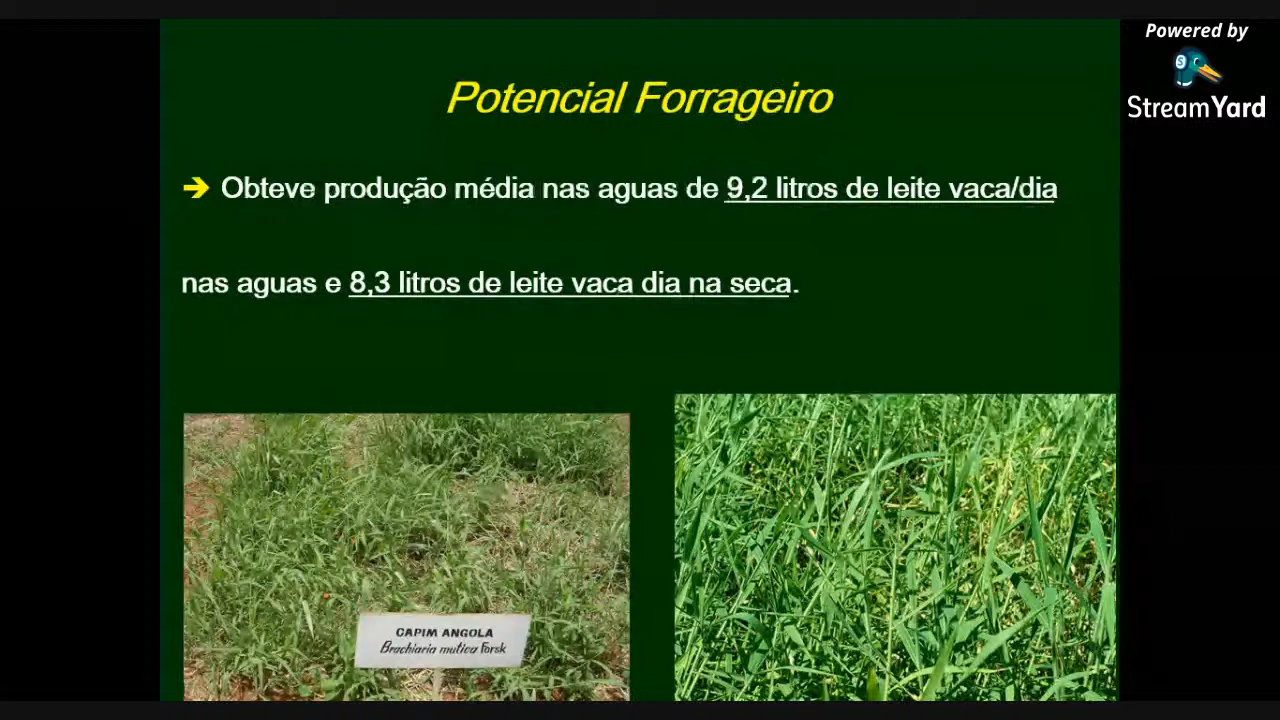 Powered by
StreamYard
Potencial Forrageiro
➔ Obteve produção média nas aguas de 9,2 litros de leite vaca/dia
nas aguas e 8,3 litros de leite vaca dia na seca.
CAPIM ANGOLA
Brachiaria mutica Forsk